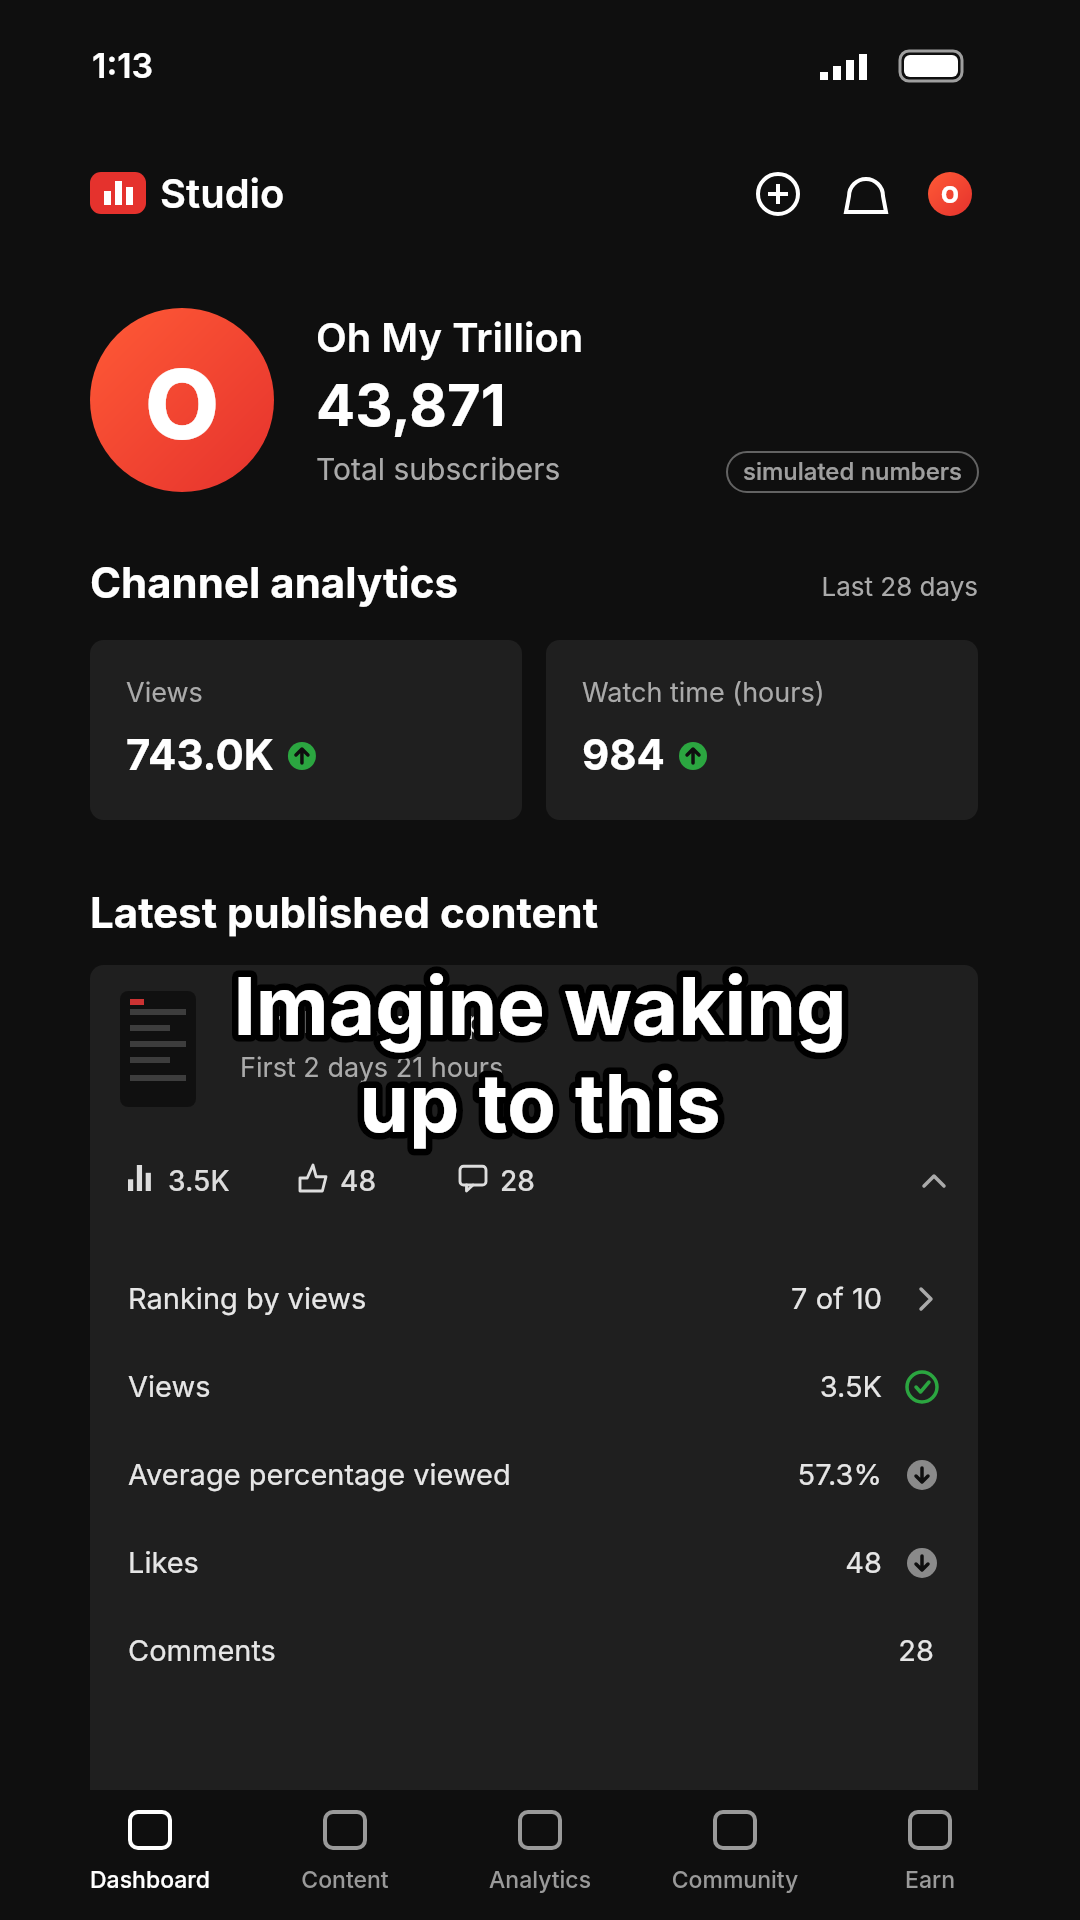 1:13
Studio
O
O
Oh My Trillion
43,871
Total subscribers
simulated numbers
Channel analytics
Last 28 days
Views
743.0K
Watch time (hours)
984
Latest published content
Imagine waking
First 2 days 21 hours
up to this
3.5K
48
28
Ranking by views
7 of 10
Views
3.5K
Average percentage viewed
57.3%
Likes
48
Comments
28
Dashboard
Content
Analytics
Community
Earn